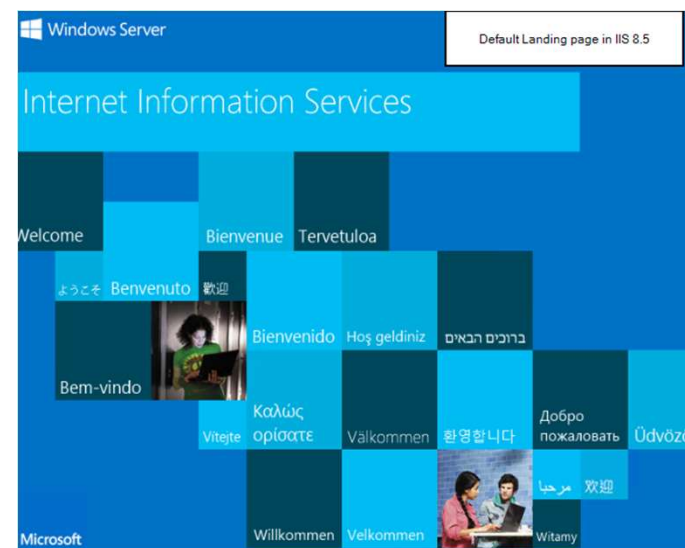 Windows Server
Default Landing page in IIS 8.5
Internet Information Services
Welcome
Bienvenue
Tervetuloa
ようこそ
Benvenuto
歡迎
Bienvenido
Hoş geldiniz
ברוכים הבאים
Bem-vindo
Vítejte
Καλώς
ορίσατε
Välkommen
환영합니다
Добро
пожаловать
Üdvözö
مرحبا
欢迎
Microsoft
Willkommen
Velkommen
Witamy